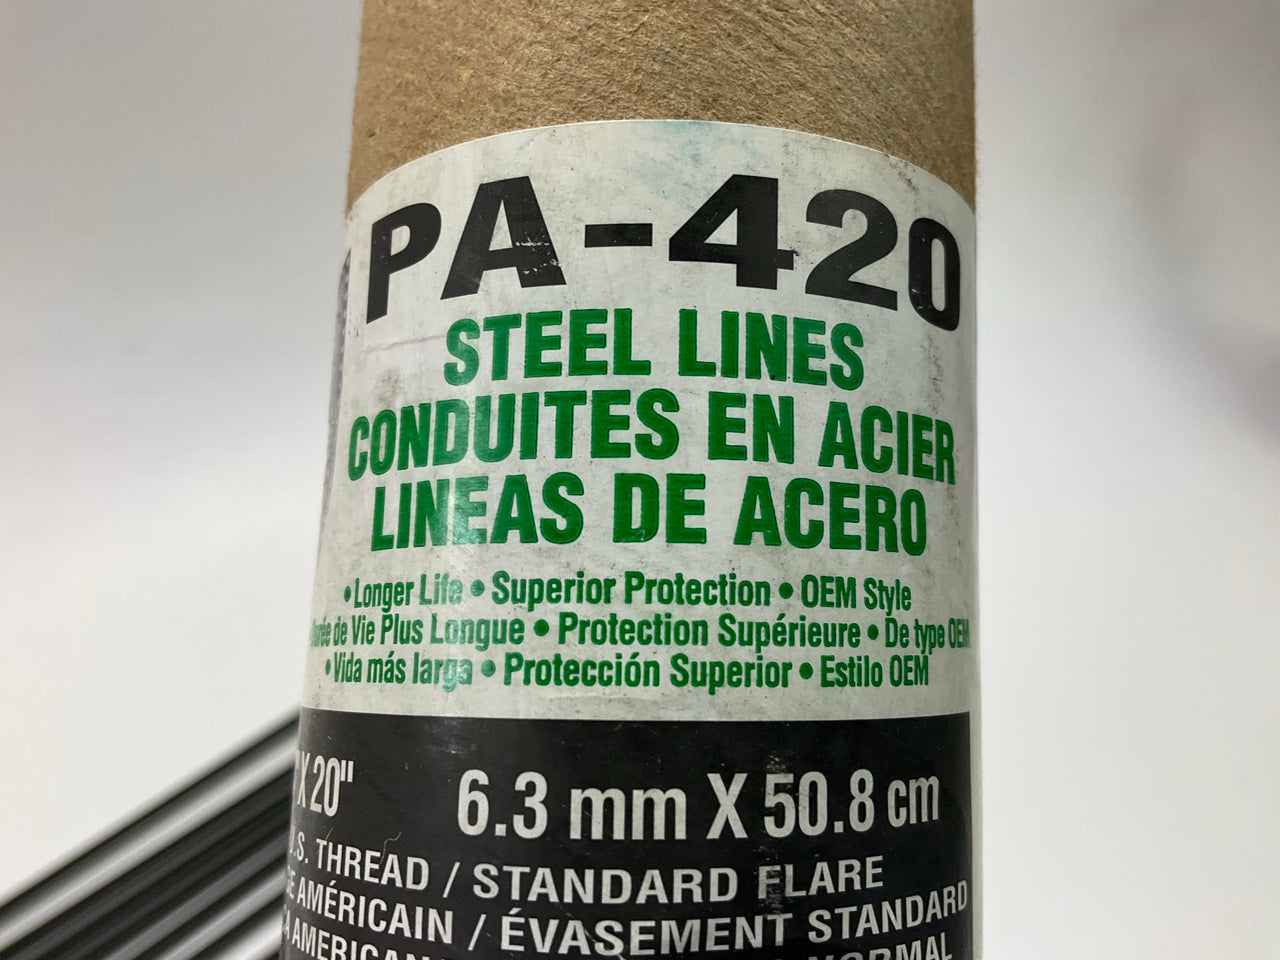 PA-420
STEEL LINES
CONDUITES EN ACIER
LINEAS DE ACERO
•Longer Life • Superior Protection • OEM Style
de Vie Plus Longue • Protection Supérieure • De type OEM
•Vida más larga • Protección Superior • Estilo OEM
X 20" 6.3 mm X 50.8 cm
U.S. THREAD / STANDARD FLARE
AMÉRICAIN / ÉVASEMENT STANDARD
AMERICAN NORMAL